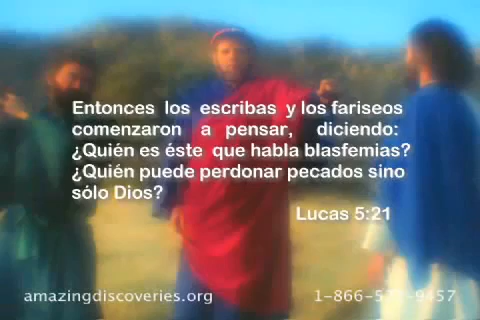 Entonces los escribas y los fariseos
comenzaron a pensar, diciendo:
¿Quién es éste que habla blasfemias?
¿Quién puede perdonar pecados sino
sólo Dios?
Lucas 5:21
amazingdiscoveries.org